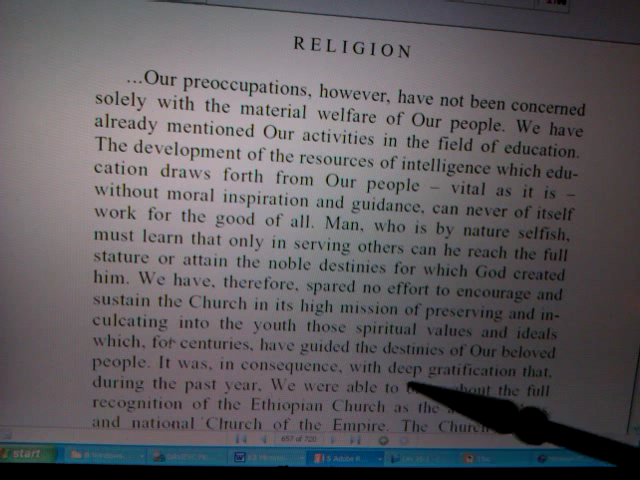 RELIGION
...Our preoccupations, however, have not been concerned
solely with the material welfare of Our people. We have
already mentioned Our activities in the field of education.
The development of the resources of intelligence which edu-
cation draws forth from Our people – vital as it is –
without moral inspiration and guidance, can never of itself
work for the good of all. Man, who is by nature selfish,
must learn that only in serving others can he reach the full
stature or attain the noble destinies for which God created
him. We have, therefore, spared no effort to encourage and
sustain the Church in its high mission of preserving and in-
culcating into the youth those spiritual values and ideals
which, for centuries, have guided the destinies of Our beloved
people. It was, in consequence, with deep gratification that,
during the past year, We were able to about the full
recognition of the Ethiopian Church as the
and national Church of the Empire. The Church
657 of 720
start